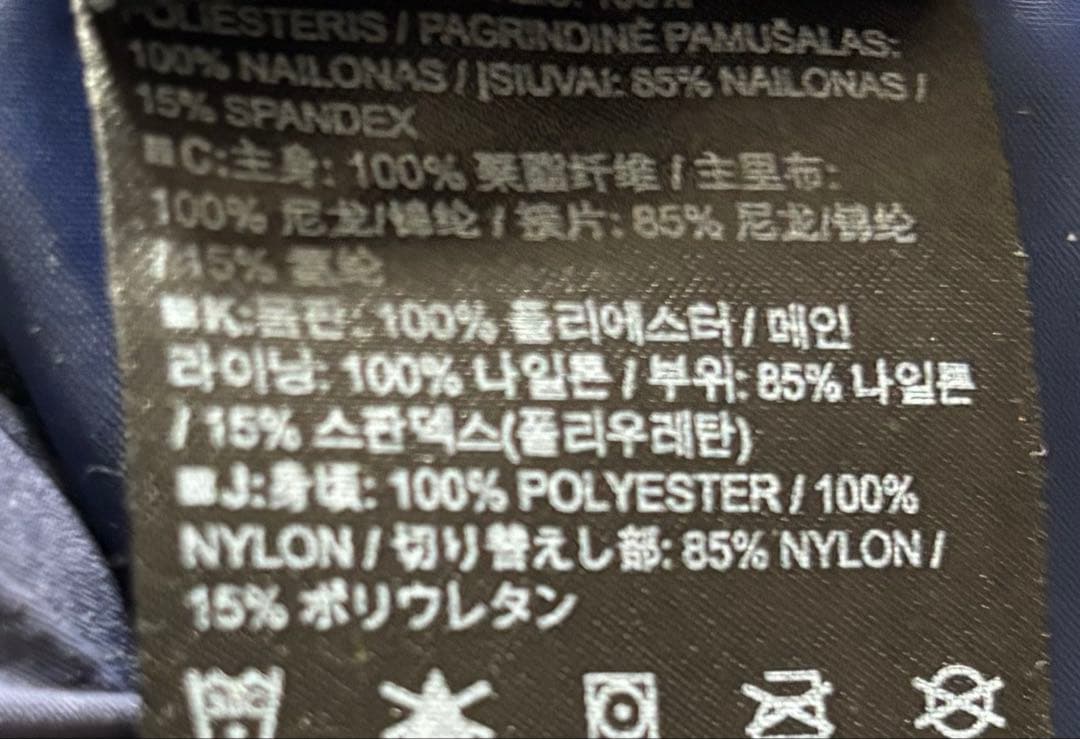 POLIESTERIS / PAGRINDINĖ PAMUŠALAS:
100% NAILONAS / ĮSIUVAI: 85% NAILONAS /
15% SPANDEX
■C:主身: 100% 聚酯纤维 / 主里布:
100% 尼龙/锦纶 / 接片: 85% 尼龙/锦纶
/ 15% 氨纶
■K:몸판: 100% 폴리에스터 / 메인
라이닝: 100% 나일론 / 부위: 85% 나일론
/ 15% 스판덱스(폴리우레탄)
■J:身頃: 100% POLYESTER / 100%
NYLON / 切り替えし部: 85% NYLON /
15% ポリウレタン